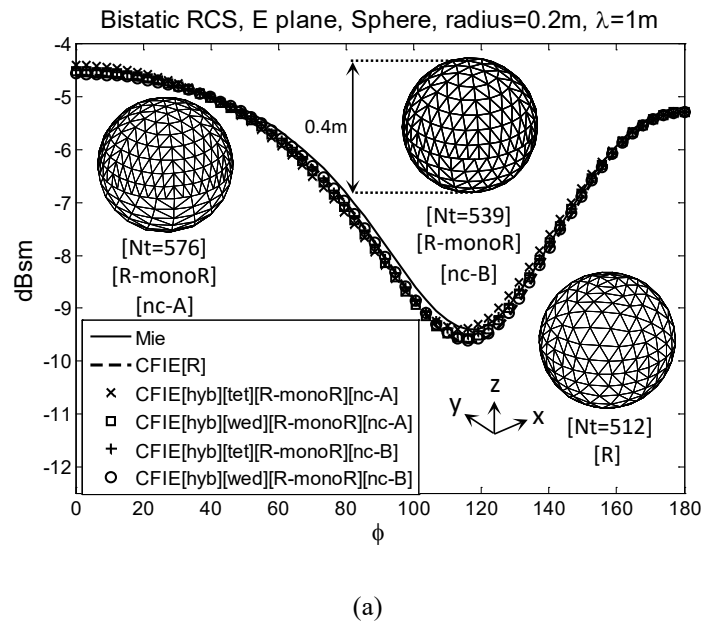 Bistatic RCS, E plane, Sphere, radius=0.2m, λ=1m
-4
-5
-6
-7
-8
-9
-10
-11
-12
dBsm
0.4m
[Nt=576]
[R-monoR]
[nc-A]
[Nt=539]
[R-monoR]
[nc-B]
[Nt=512]
[R]
Mie
CFIE[R]
CFIE[hyb][tet][R-monoR][nc-A]
CFIE[hyb][wed][R-monoR][nc-A]
CFIE[hyb][tet][R-monoR][nc-B]
CFIE[hyb][wed][R-monoR][nc-B]
z
y
x
0 20 40 60 80 100 120 140 160 180
ϕ
(a)